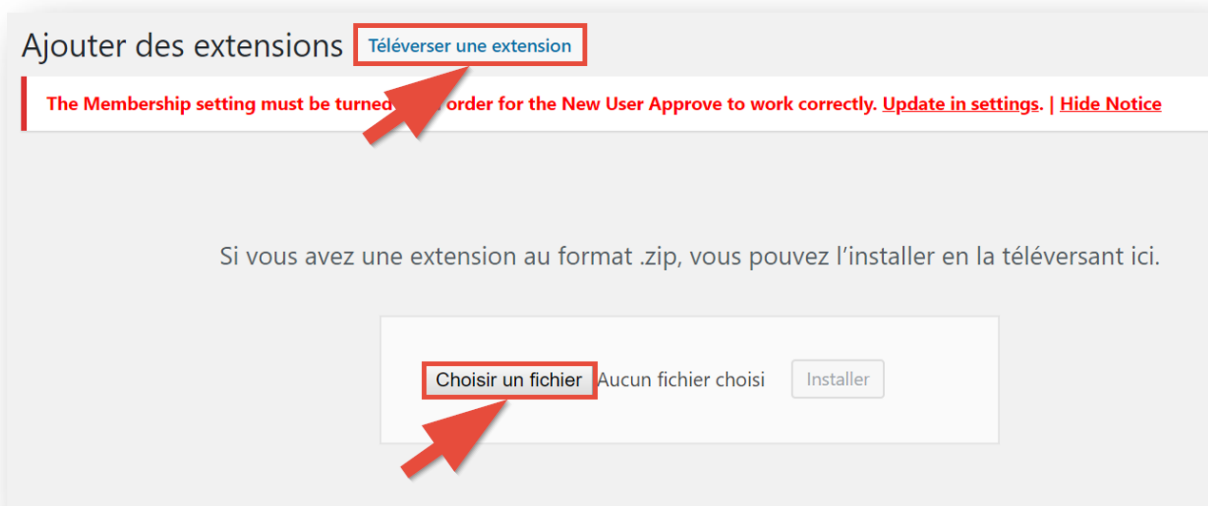 Ajouter des extensions Téléverser une extension
The Membership setting must be turned order for the New User Approve to work correctly. Update in settings. | Hide Notice
Si vous avez une extension au format .zip, vous pouvez l’installer en la téléversant ici.
Choisir un fichier Aucun fichier choisi Installer